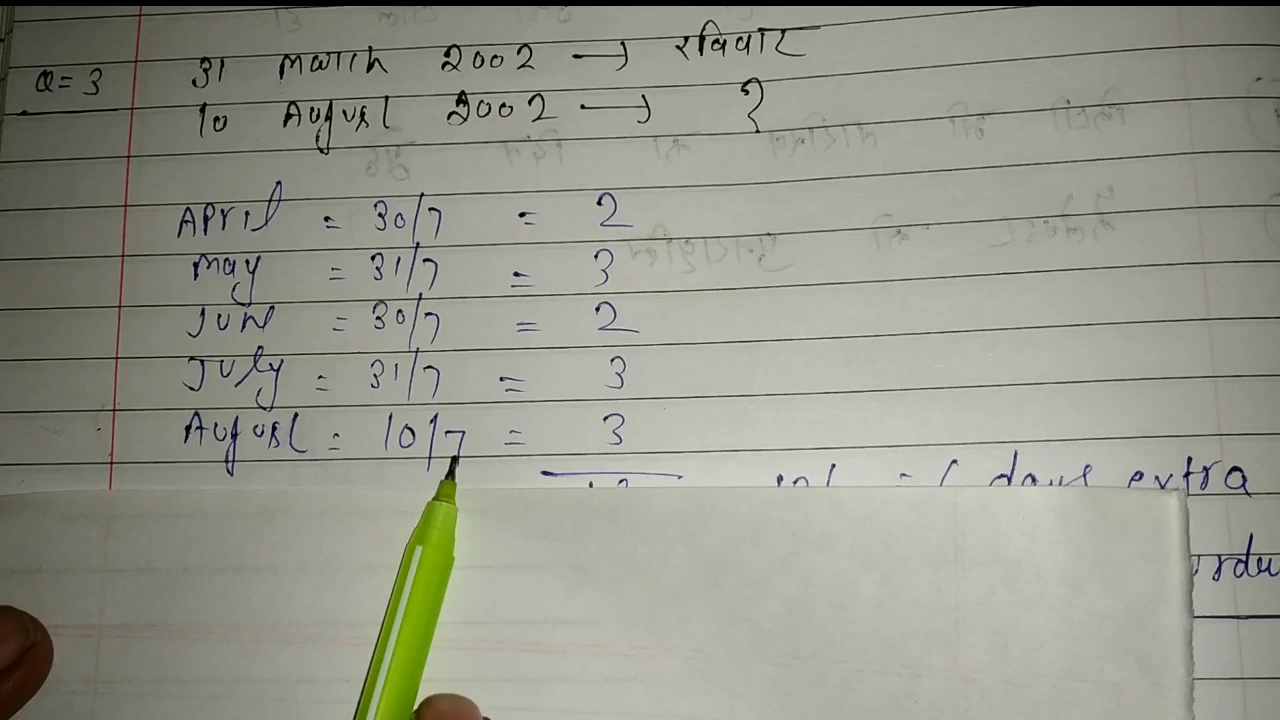 Q=3 31 March 2002 → रविवार
10 August 2002 → ?
April = 30/7 = 2
May = 31/7 = 3
June = 30/7 = 2
July = 31/7 = 3
August = 10/7 = 3
days extra